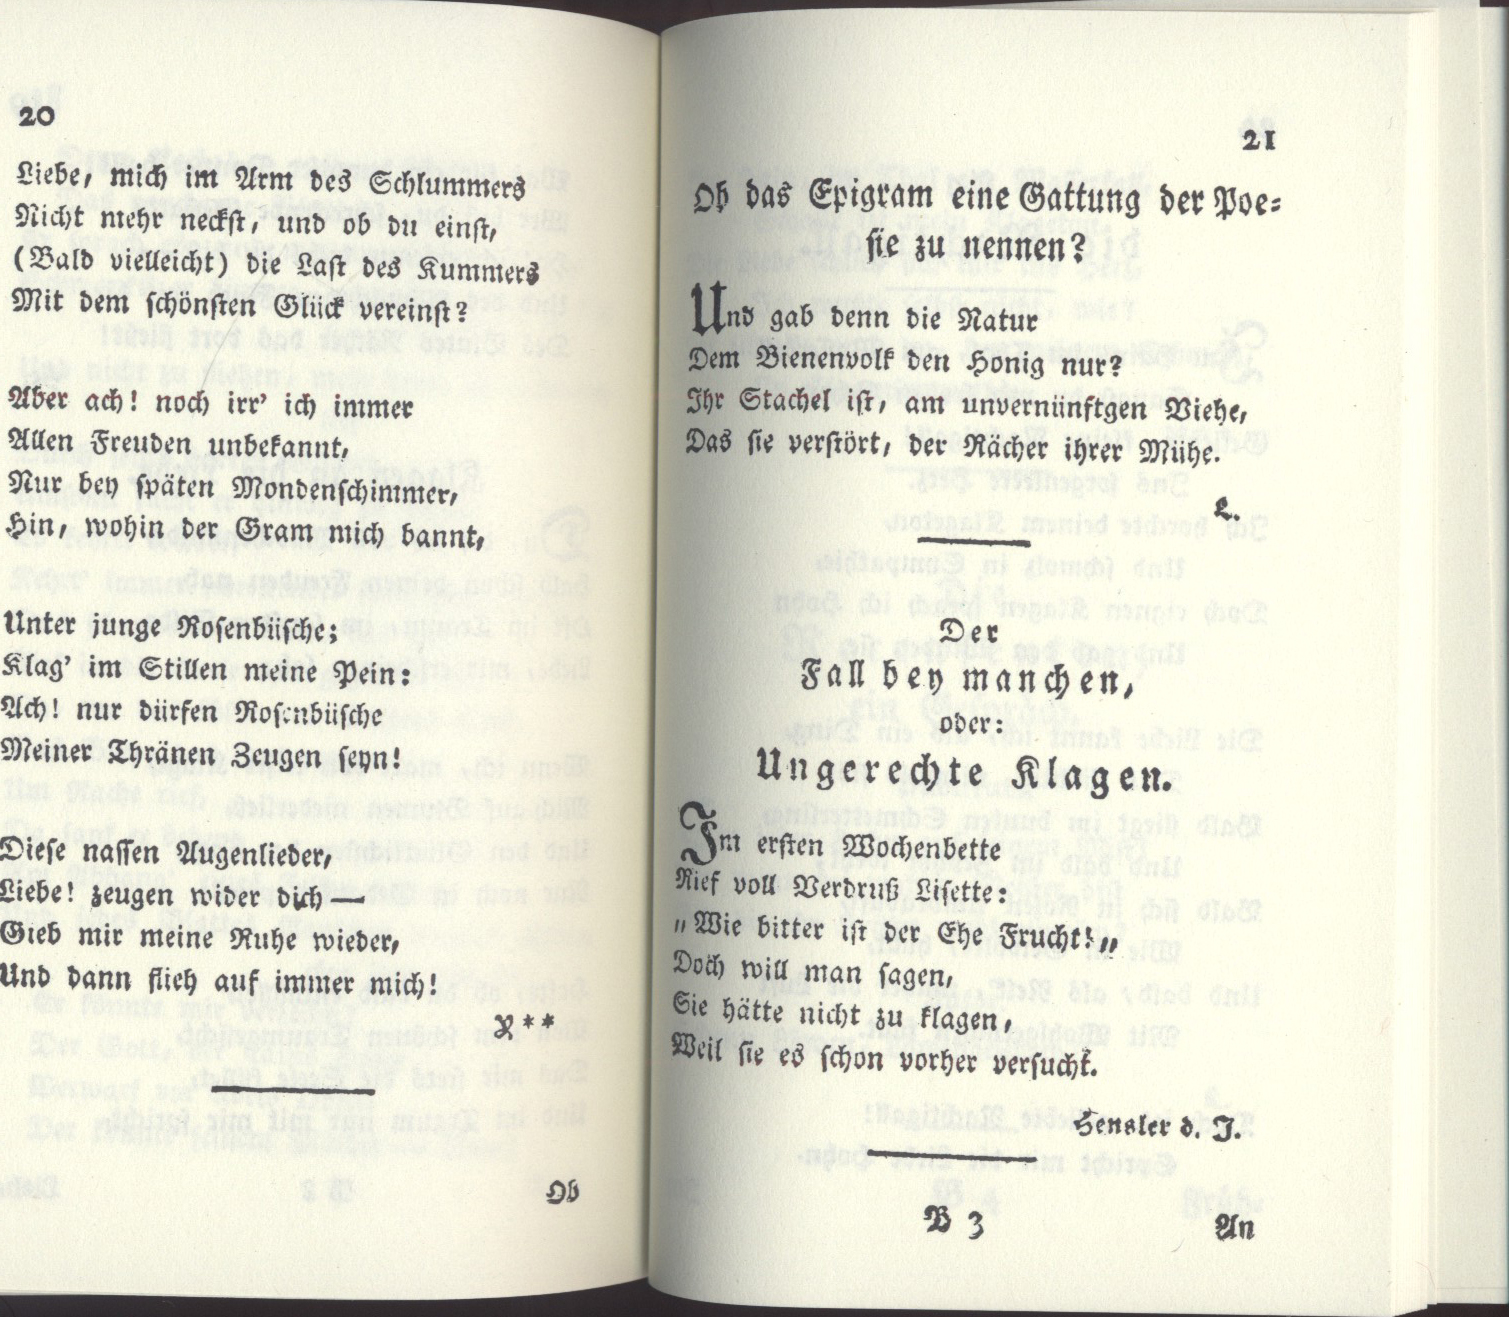 20
Liebe, mich im Arm des Schlummers
Nicht mehr neckst, und ob du einst,
(Bald vielleicht) die Last des Kummers
Mit dem schönsten Glück vereinst?
Aber ach! noch irr' ich immer
Allen Freuden unbekannt,
Nur bey späten Mondenschimmer,
Hin, wohin der Gram mich bannt,
Unter junge Rosenbüsche;
Klag' im Stillen meine Pein:
Ach! nur dürfen Rosenbüsche
Meiner Thränen Zeugen seyn!
Diese nassen Augenlieder,
Liebe! zeugen wider dich —
Gieb mir meine Ruhe wieder,
Und dann flieh auf immer mich!
X**
Ob
21
Ob das Epigram eine Gattung der Poe-
sie zu nennen?
Und gab denn die Natur
Dem Bienenvolk den Honig nur?
Ihr Stachel ist, am unvernünftgen Viehe,
Das sie verstört, der Rächer ihrer Mühe.
L.
Der
Fall bey manchen,
oder:
Ungerechte Klagen.
Im ersten Wochenbette
Rief voll Verdruß Lisette:
„Wie bitter ist der Ehe Frucht!„
Doch will man sagen,
Sie hätte nicht zu klagen,
Weil sie es schon vorher versucht.
Hensler d. J.
B 3
An